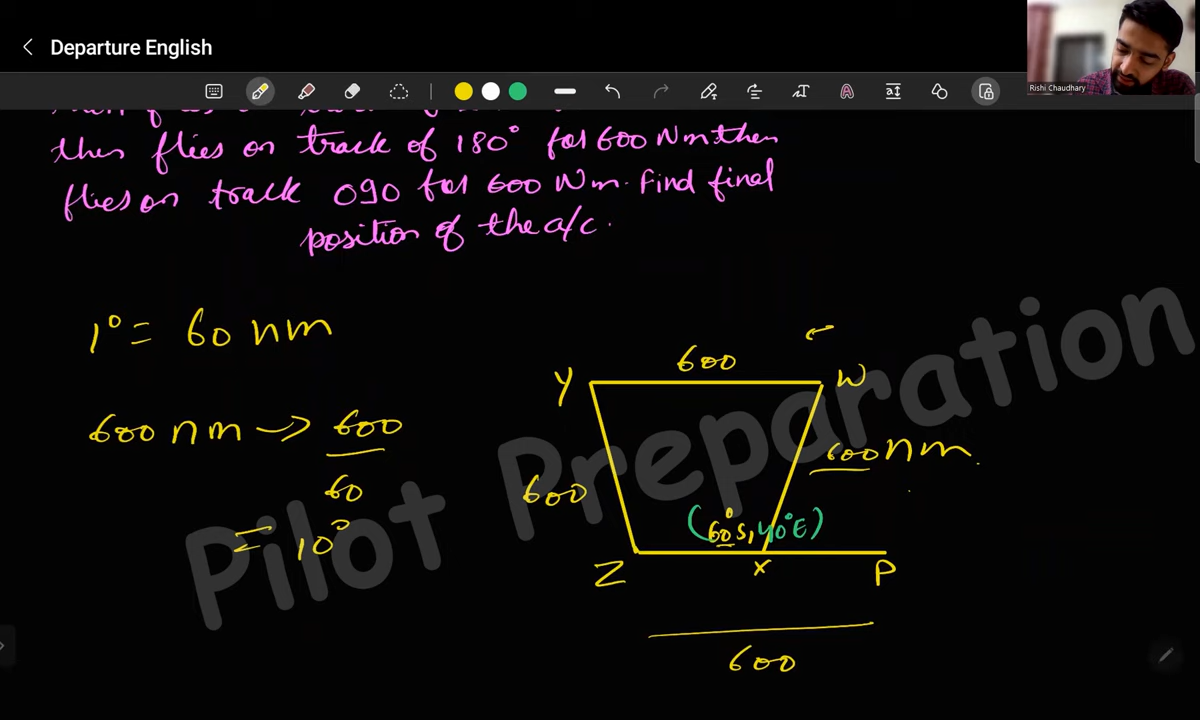 Departure English
Rishi Chaudhary
then flies on track of 180° for 600 Nm. then
flies on track 090 for 600 Nm. Find final
position of the a/c.
1° = 60 nm
600 nm → 600
60
= 10°
600
Y
W
600
600 nm.
(60°S, 40°E)
Z
X
P
600
Pilot Preparation